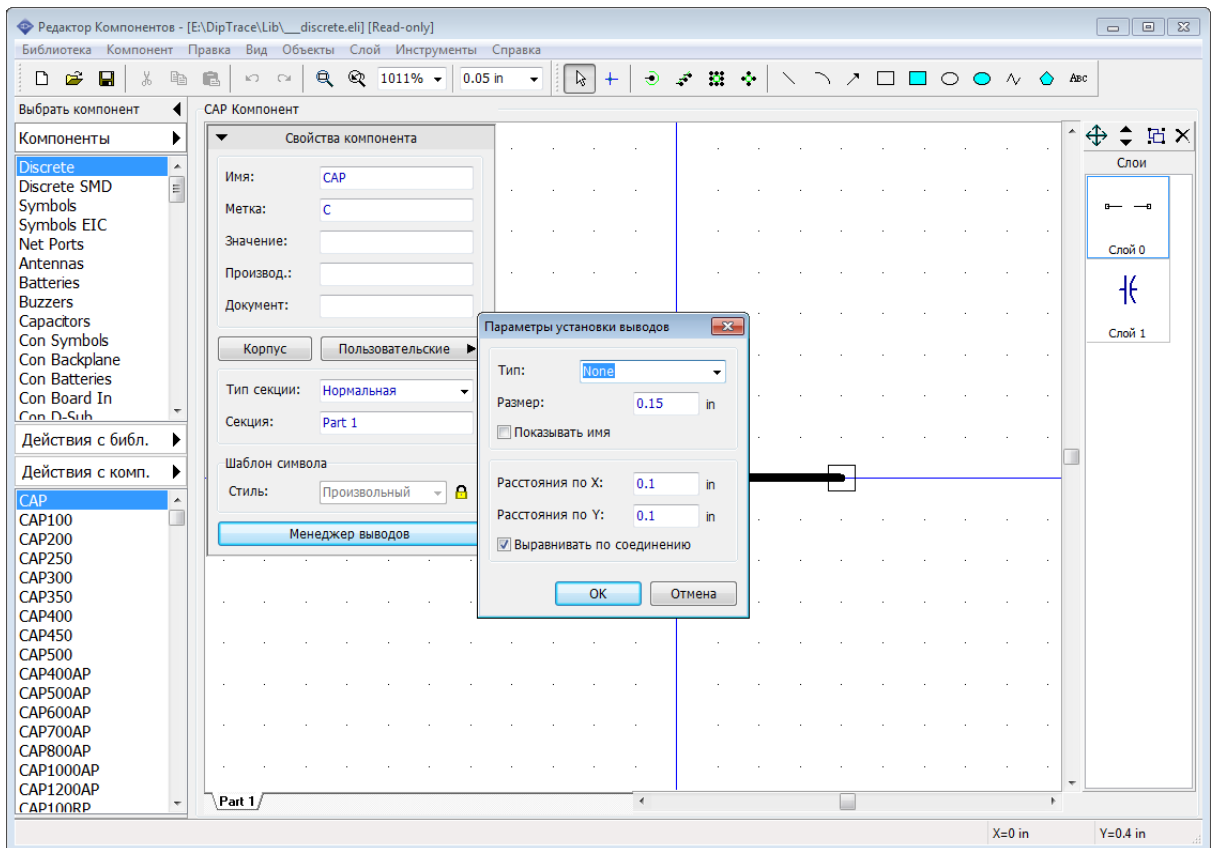 Редактор Компонентов - [E:\DipTrace\Lib\__discrete.eli] [Read-only]
Библиотека Компонент Правка Вид Объекты Слой Инструменты Справка
1011% 0.05 in ABC
Выбрать компонент
Компоненты
Discrete
Discrete SMD
Symbols
Symbols EIC
Net Ports
Antennas
Batteries
Buzzers
Capacitors
Con Symbols
Con Backplane
Con Batteries
Con Board In
Con D-Sub
Действия с библ.
Действия с комп.
CAP
CAP100
CAP200
CAP250
CAP300
CAP350
CAP400
CAP450
CAP500
CAP400AP
CAP500AP
CAP600AP
CAP700AP
CAP800AP
CAP1000AP
CAP1200AP
CAP100RP
CAP Компонент
Свойства компонента
Имя: CAP
Метка: C
Значение:
Производ.:
Документ:
Корпус Пользовательские
Тип секции: Нормальная
Секция: Part 1
Шаблон символа
Стиль: Произвольный
Менеджер выводов
Параметры установки выводов
Тип: None
Размер: 0.15 in
Показывать имя
Расстояния по X: 0.1 in
Расстояния по Y: 0.1 in
Выравнивать по соединению
OK Отмена
Слои
Слой 0
Слой 1
Part 1
X=0 in Y=0.4 in